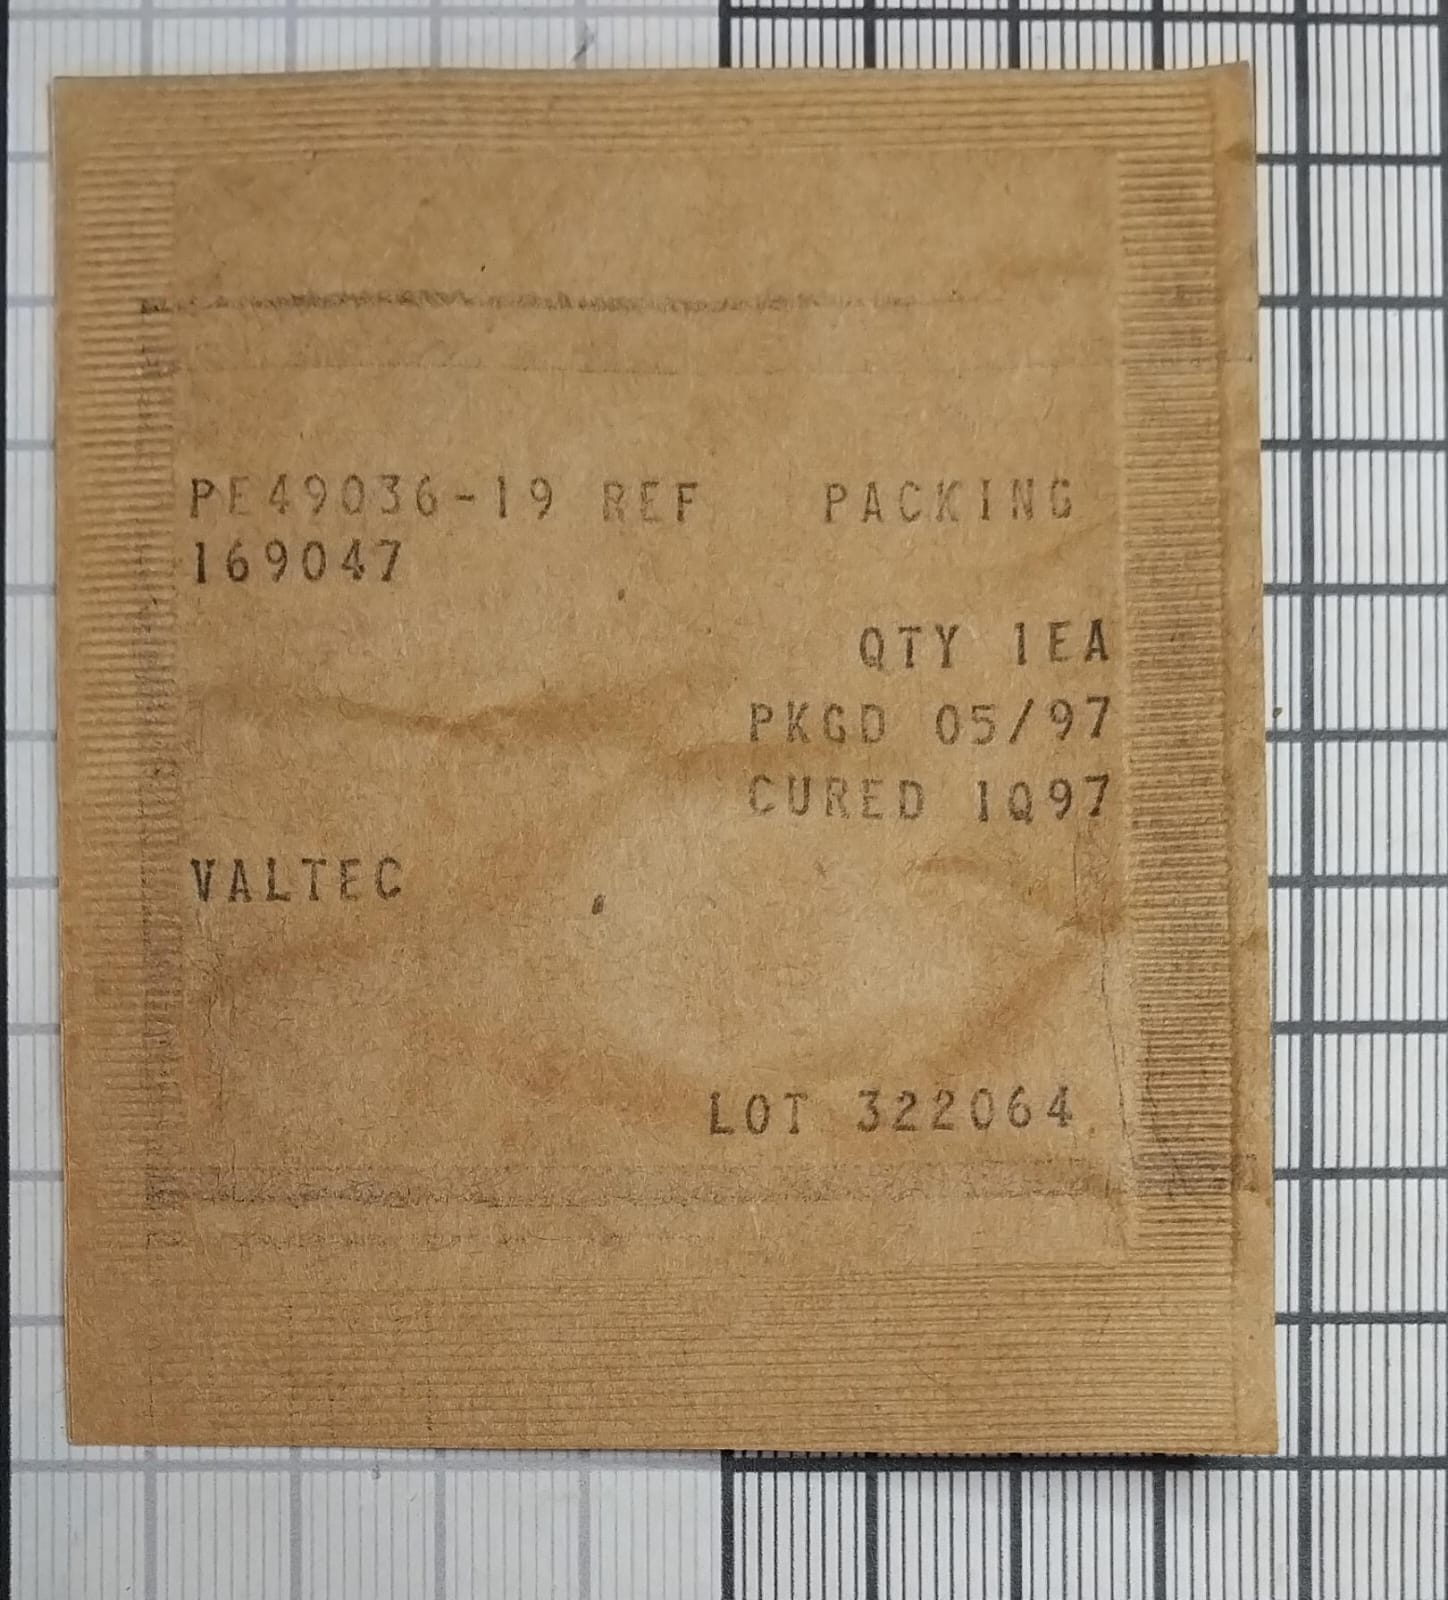 PE49036-19 REF PACKING
169047
QTY 1EA
PKGD 05/97
CURED 1Q97
VALTEC
LOT 322064